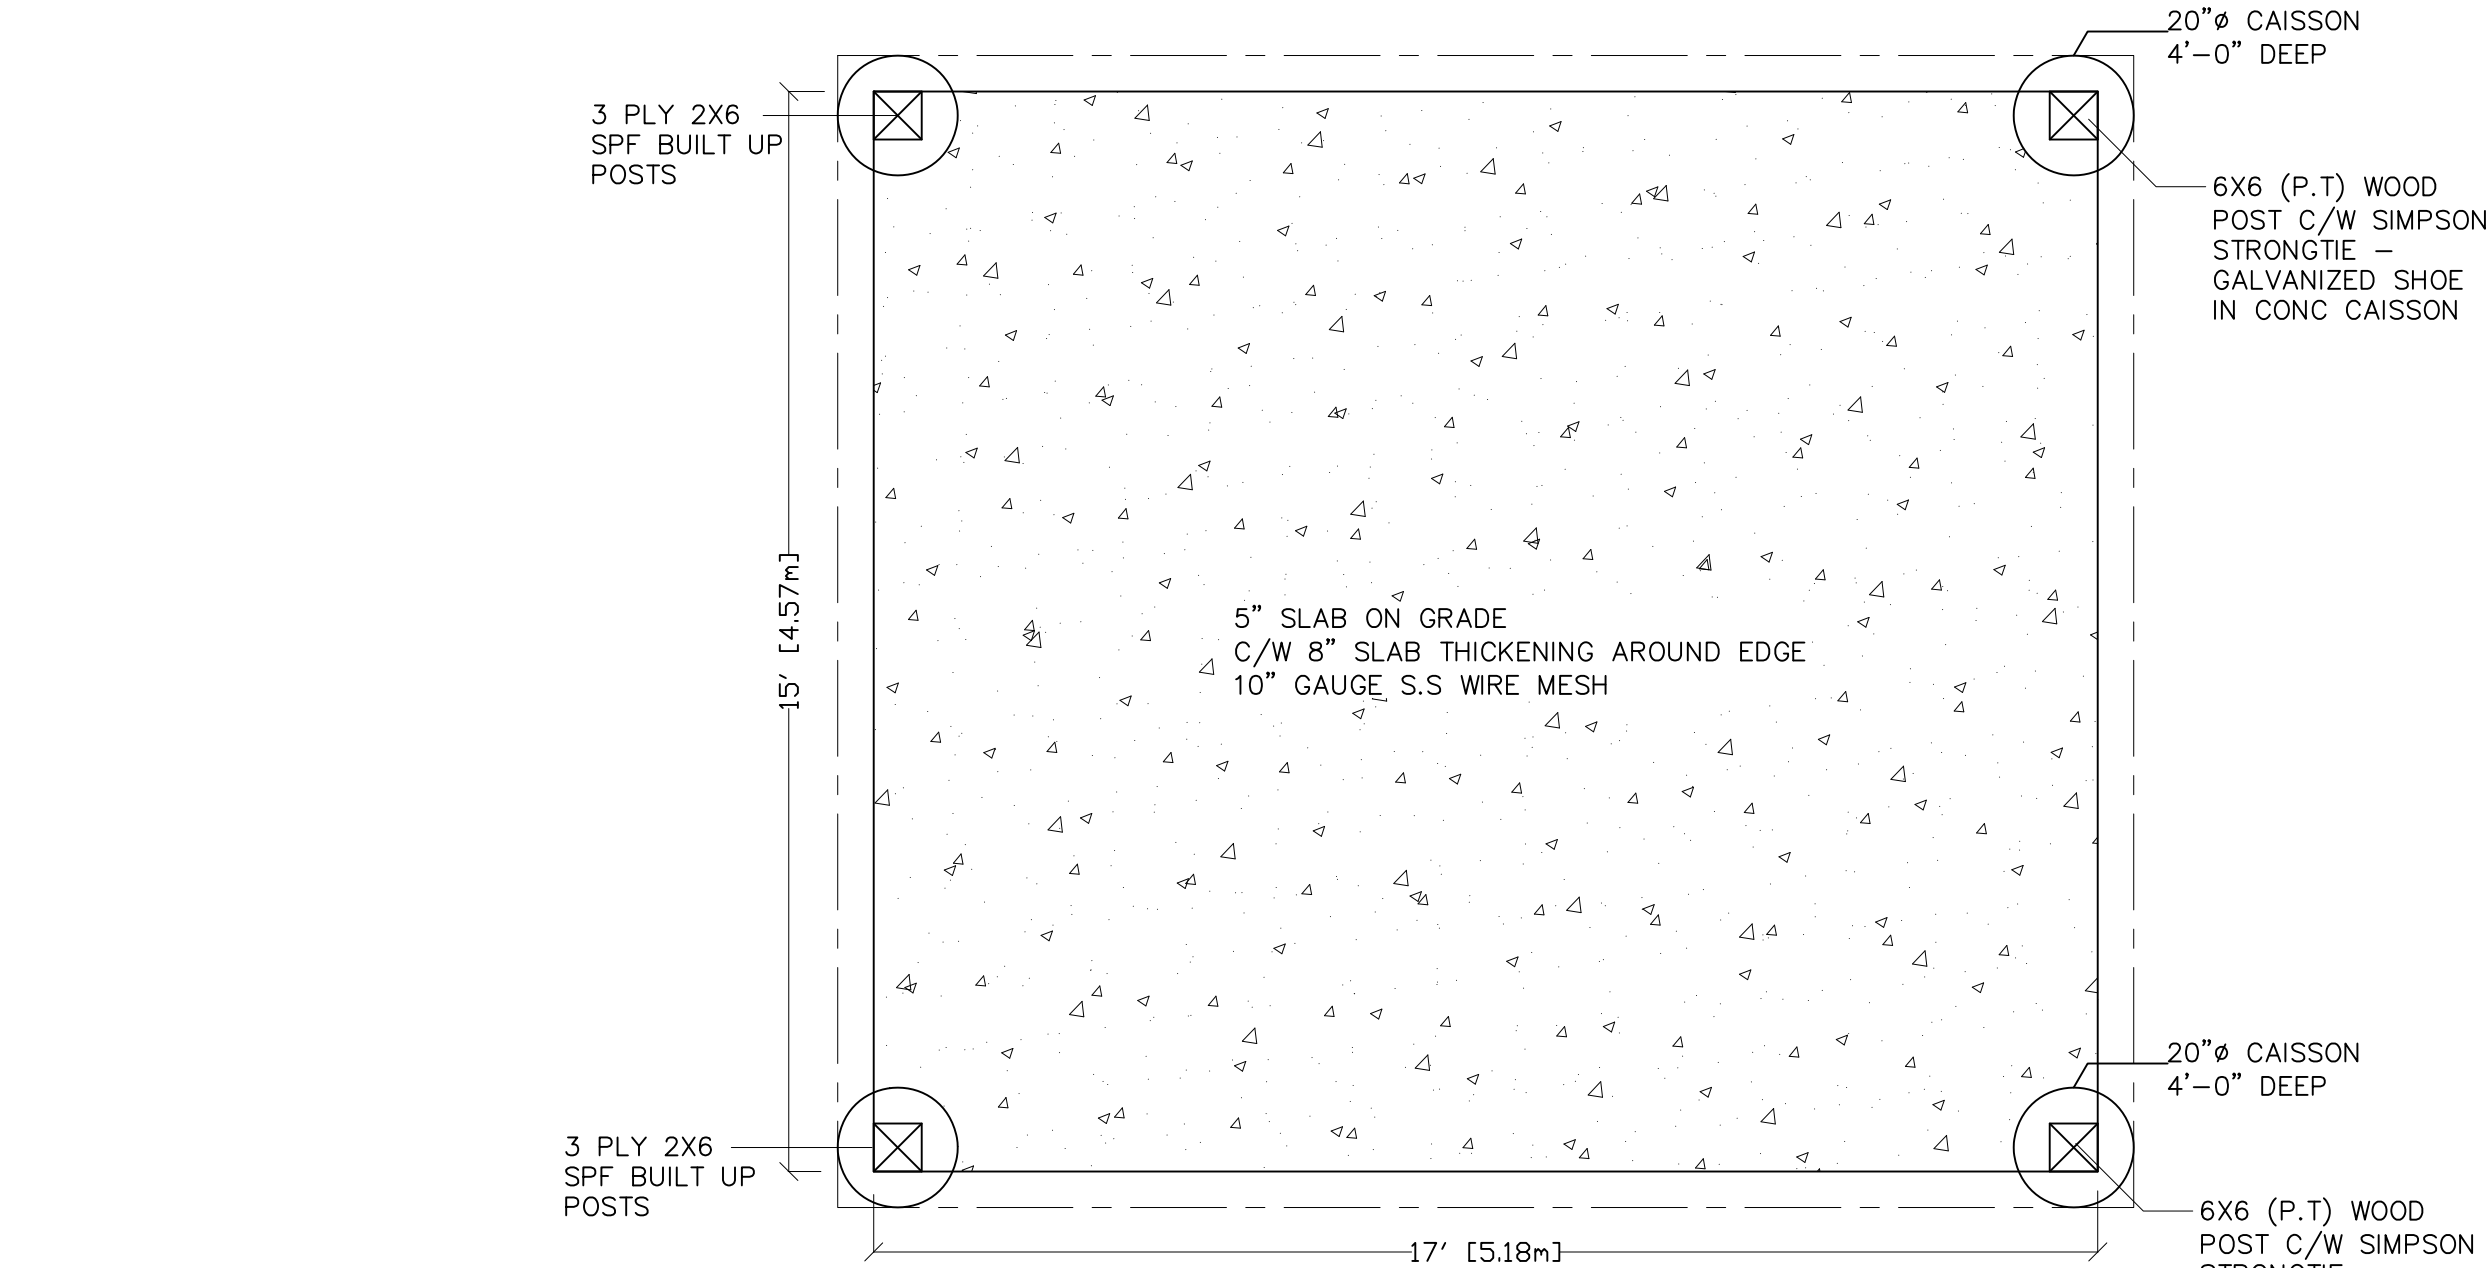 20"ø CAISSON
4'-0" DEEP
3 PLY 2X6
SPF BUILT UP
POSTS
6X6 (P.T) WOOD
POST C/W SIMPSON
STRONGTIE -
GALVANIZED SHOE
IN CONC CAISSON
15' [4.57m]
5" SLAB ON GRADE
C/W 8" SLAB THICKENING AROUND EDGE
10" GAUGE S.S WIRE MESH
20"ø CAISSON
4'-0" DEEP
3 PLY 2X6
SPF BUILT UP
POSTS
6X6 (P.T) WOOD
POST C/W SIMPSON
17' [5.18m]